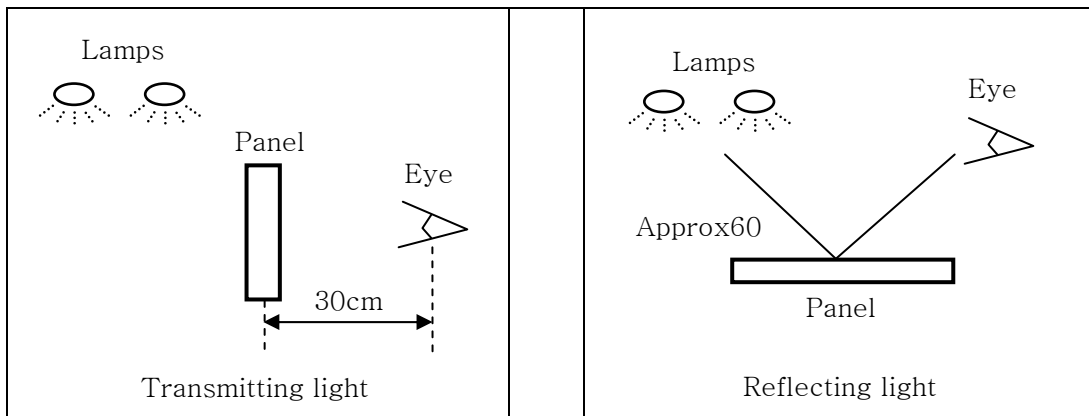 Lamps
Panel
Eye
30cm
Transmitting light
Lamps
Eye
Approx60
Panel
Reflecting light